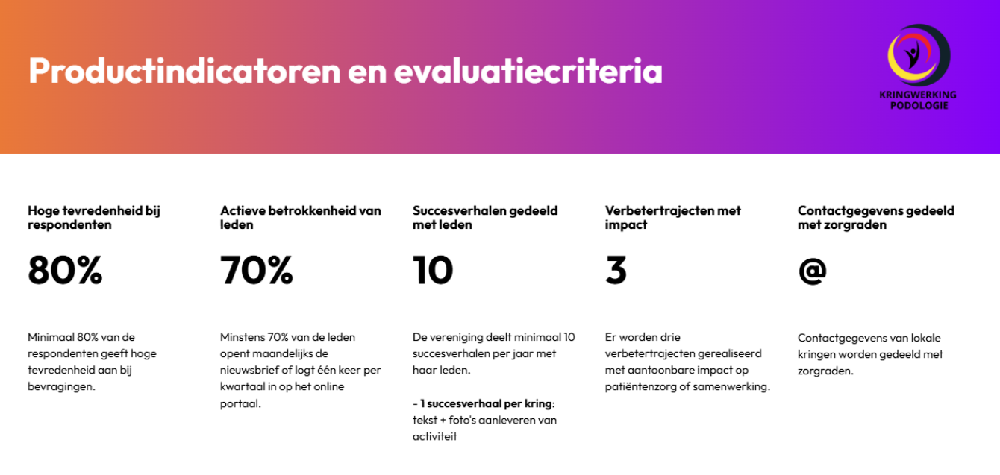 Productindicatoren en evaluatiecriteria
KRINGWERKING
PODOLOGIE
Hoge tevredenheid bij
respondenten
80%
Minimaal 80% van de
respondenten geeft hoge
tevredenheid aan bij
bevragingen.
Actieve betrokkenheid van
leden
70%
Minstens 70% van de leden
opent maandelijks de
nieuwsbrief of logt één keer per
kwartaal in op het online
portaal.
Succesverhalen gedeeld
met leden
10
De vereniging deelt minimaal 10
succesverhalen per jaar met
haar leden.
- 1 succesverhaal per kring:
tekst + foto's aanleveren van
activiteit
Verbetertrajecten met
impact
3
Er worden drie
verbetertrajecten gerealiseerd
met aantoonbare impact op
patiëntenzorg of samenwerking.
Contactgegevens gedeeld
met zorgraden
@
Contactgegevens van lokale
kringen worden gedeeld met
zorgraden.